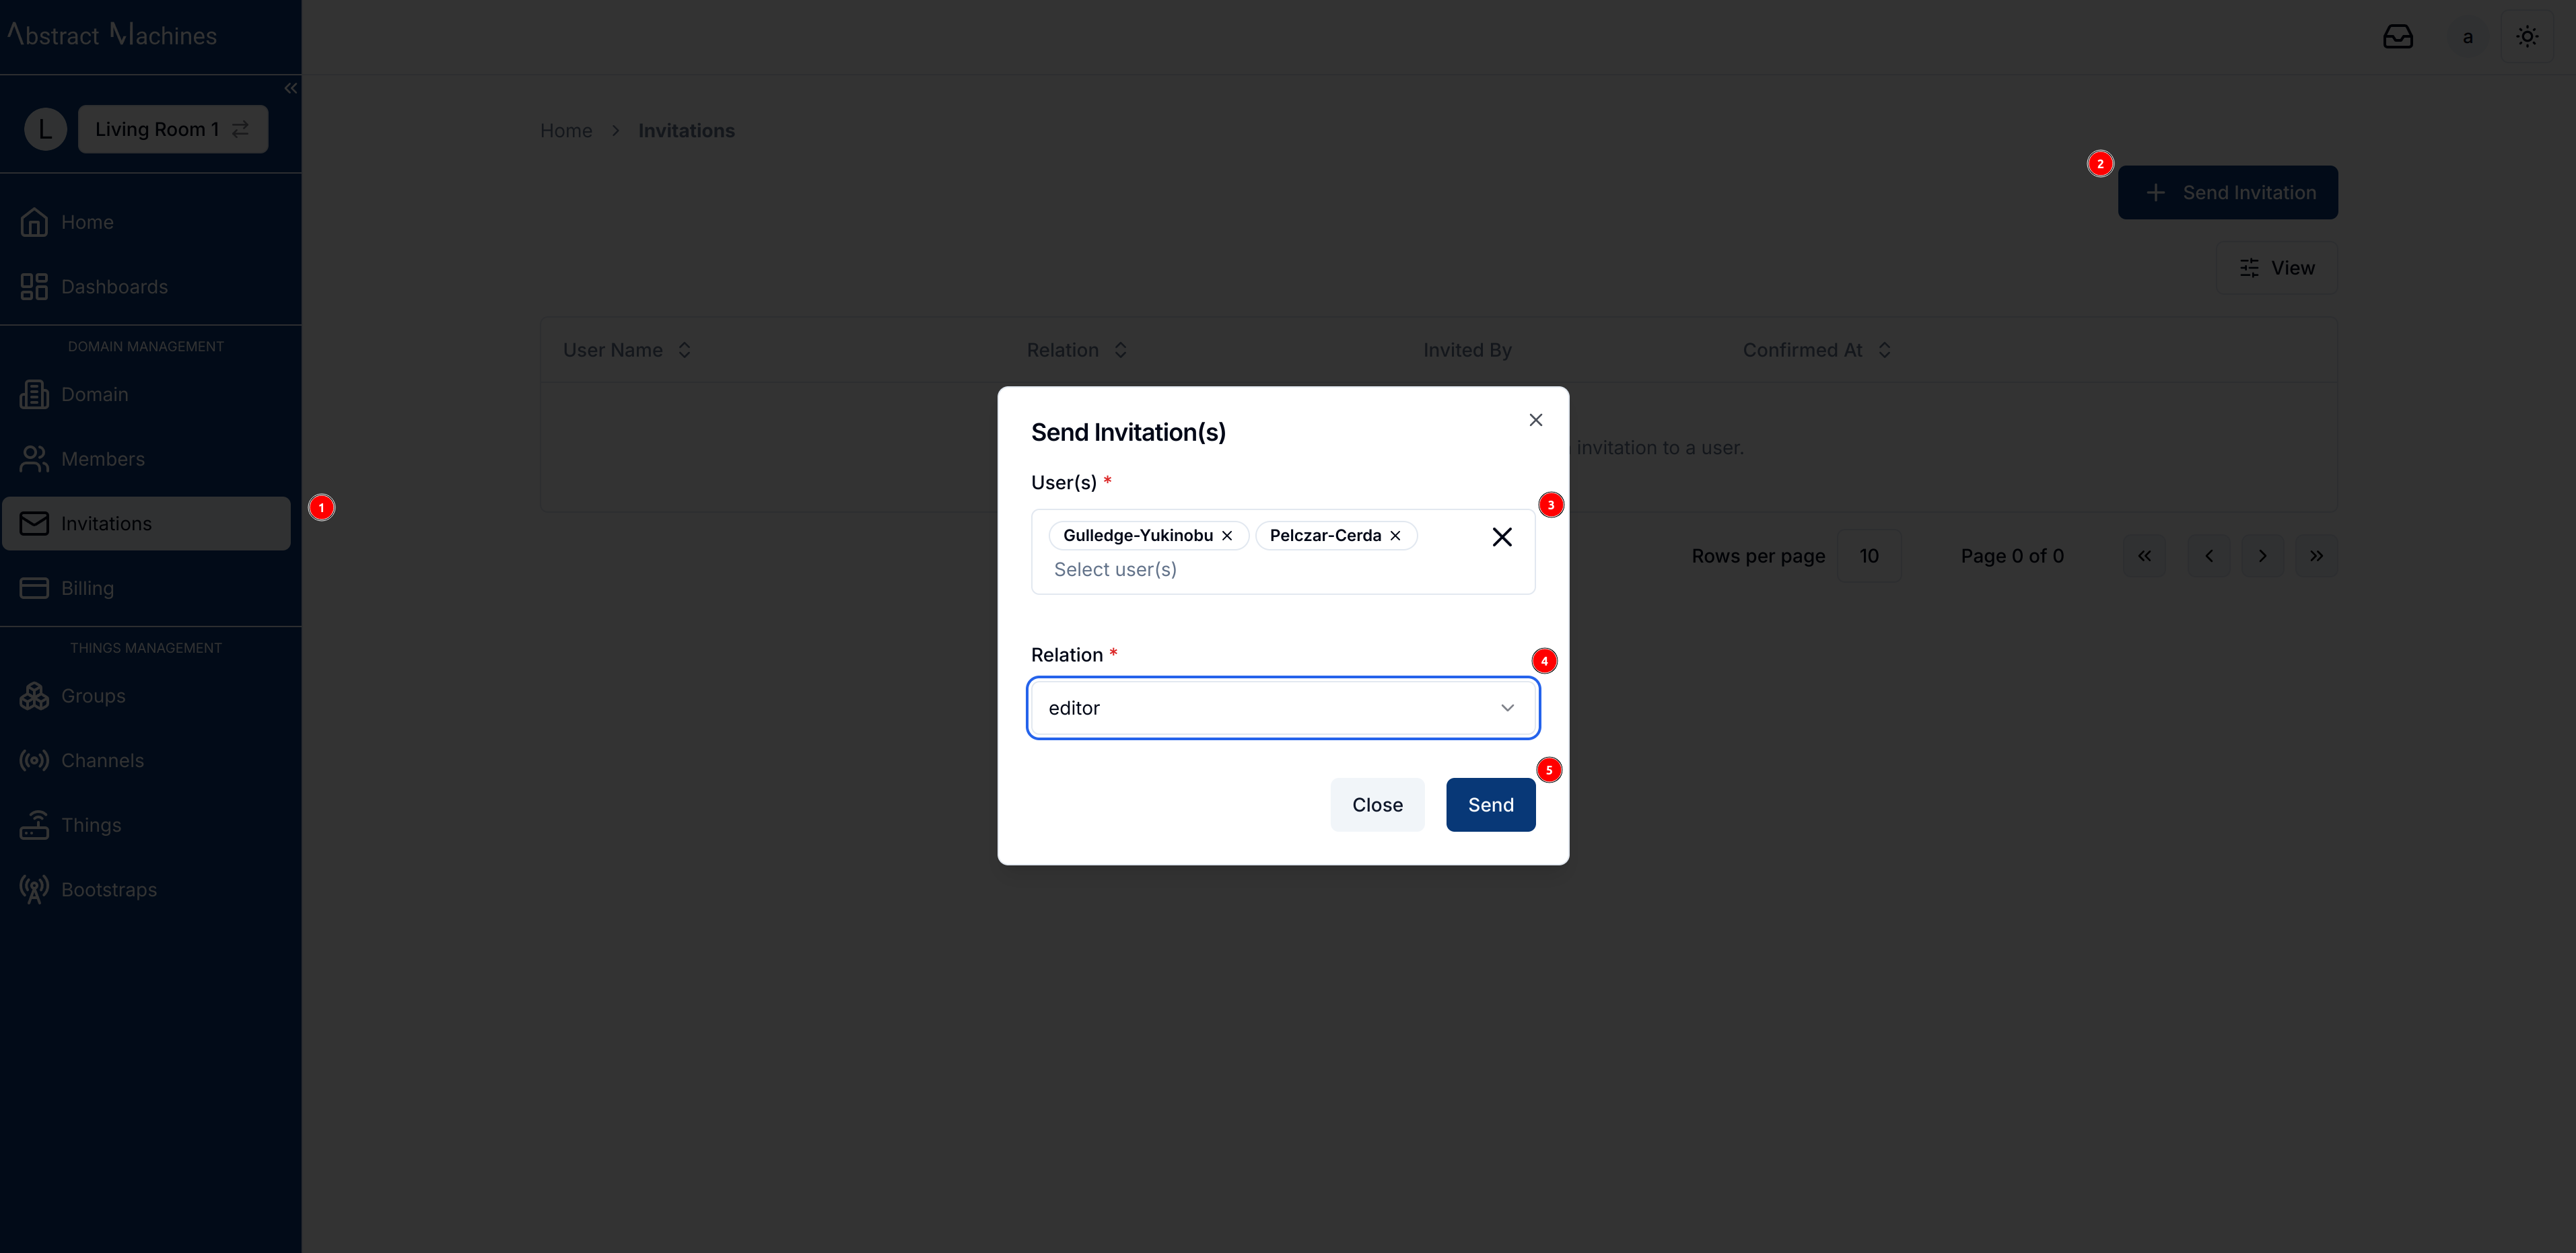 Abstract Machines
a
L
Living Room 1
Home
Dashboards
DOMAIN MANAGEMENT
Domain
Members
Invitations
1
Billing
THINGS MANAGEMENT
Groups
Channels
Things
Bootstraps
Home > Invitations
2
Send Invitation
View
User Name Relation Invited By Confirmed At
invitation to a user.
Rows per page 10 Page 0 of 0
Send Invitation(s)
User(s) *
3
Gulledge-Yukinobu Pelczar-Cerda
Select user(s)
Relation *
4
editor
5
Close Send